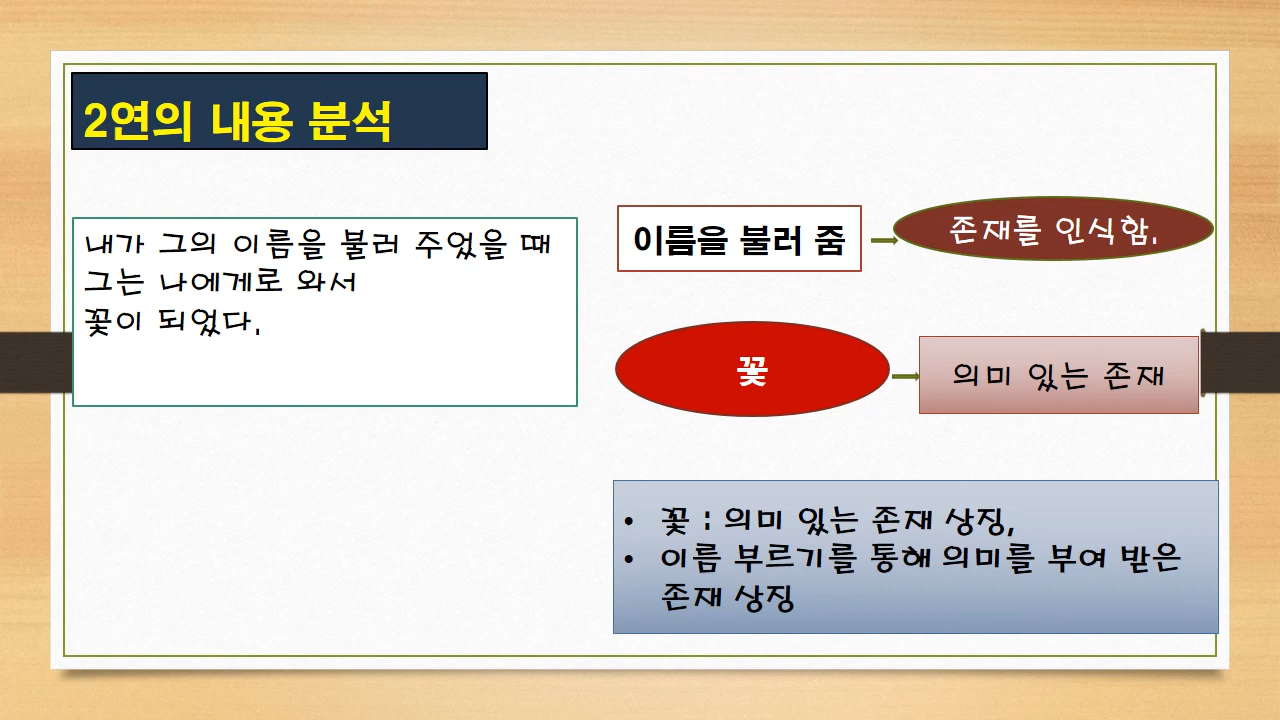 2연의 내용 분석
내가 그의 이름을 불러 주었을 때
그는 나에게로 와서
꽃이 되었다.
이름을 불러 줌
존재를 인식함.
꽃
의미 있는 존재
• 꽃 : 의미 있는 존재 상징,
• 이름 부르기를 통해 의미를 부여 받은
존재 상징